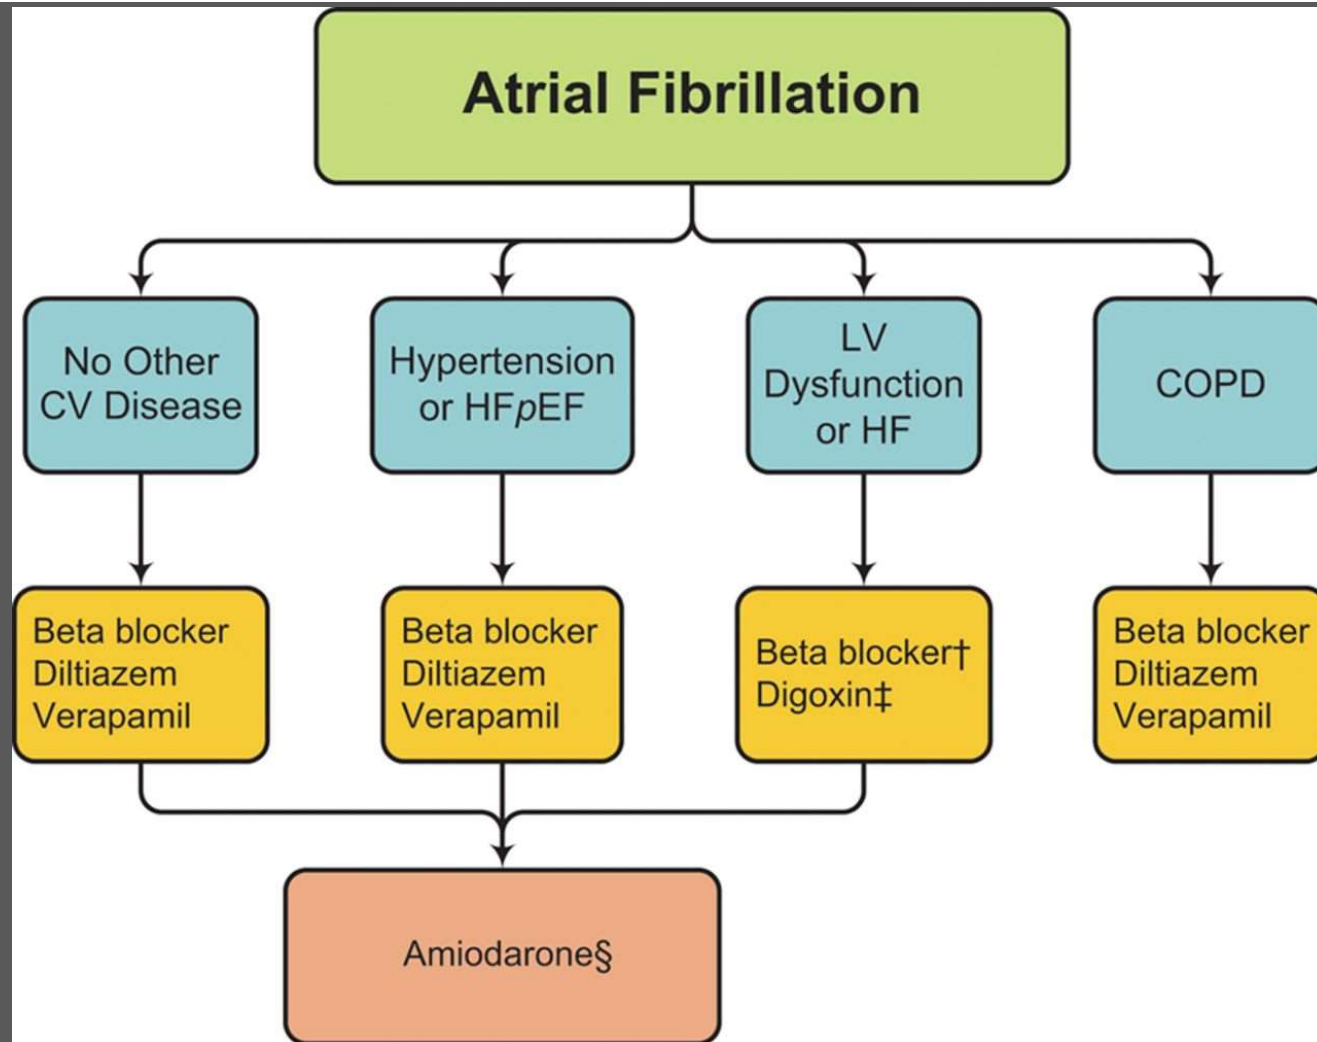 Atrial Fibrillation
No Other
CV Disease
Hypertension
or HFpEF
LV
Dysfunction
or HF
COPD
Beta blocker
Diltiazem
Verapamil
Beta blocker
Diltiazem
Verapamil
Beta blocker†
Digoxin‡
Beta blocker
Diltiazem
Verapamil
Amiodarone§